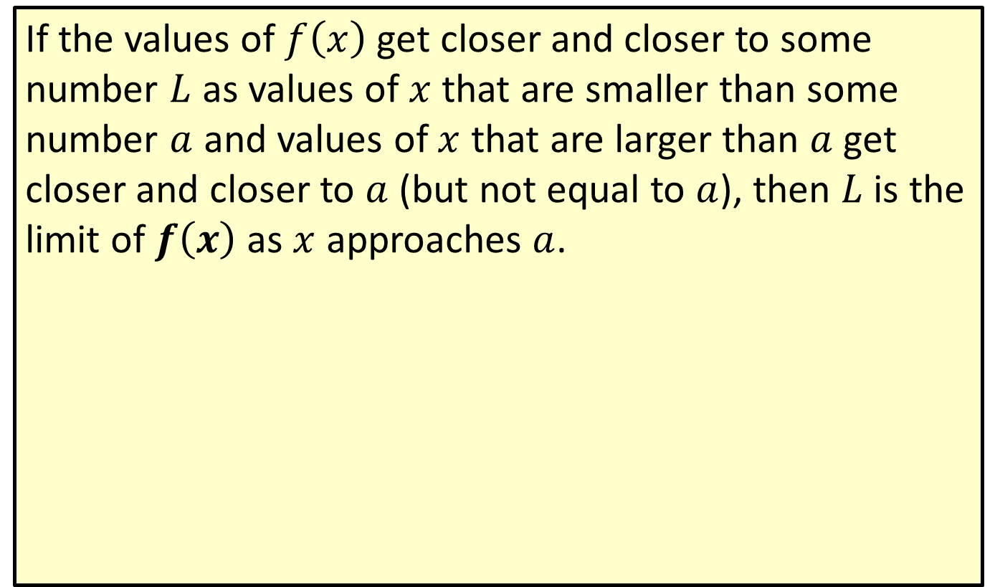 If the values of f(x) get closer and closer to some
number L as values of x that are smaller than some
number a and values of x that are larger than a get
closer and closer to a (but not equal to a), then L is the
limit of f(x) as x approaches a.